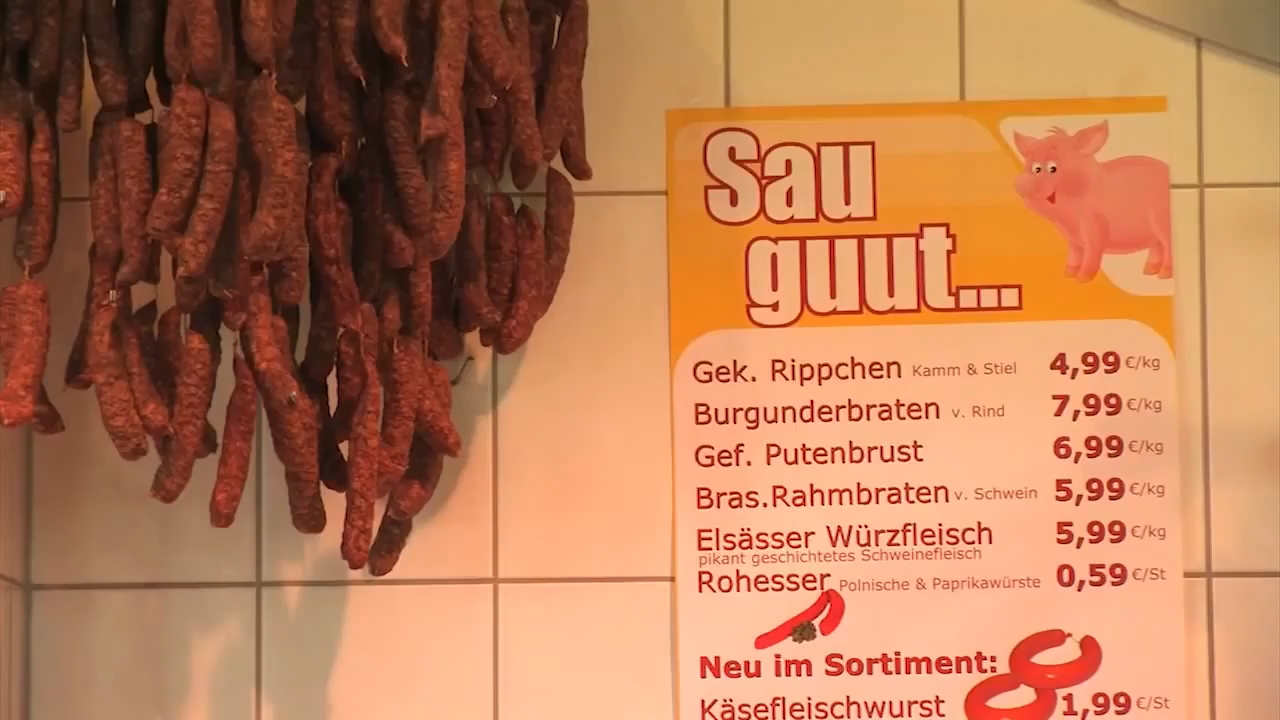 Sau
guut...
Gek. Rippchen Kamm & Stiel 4,99 €/kg
Burgunderbraten v. Rind 7,99 €/kg
Gef. Putenbrust 6,99 €/kg
Bras.Rahmbraten v. Schwein 5,99 €/kg
Elsässer Würzfleisch 5,99 €/kg
pikant geschichtetes Schweinefleisch
Rohesser Polnische & Paprikawürste 0,59 €/St
Neu im Sortiment:
Käsefleischwurst 1,99 €/St